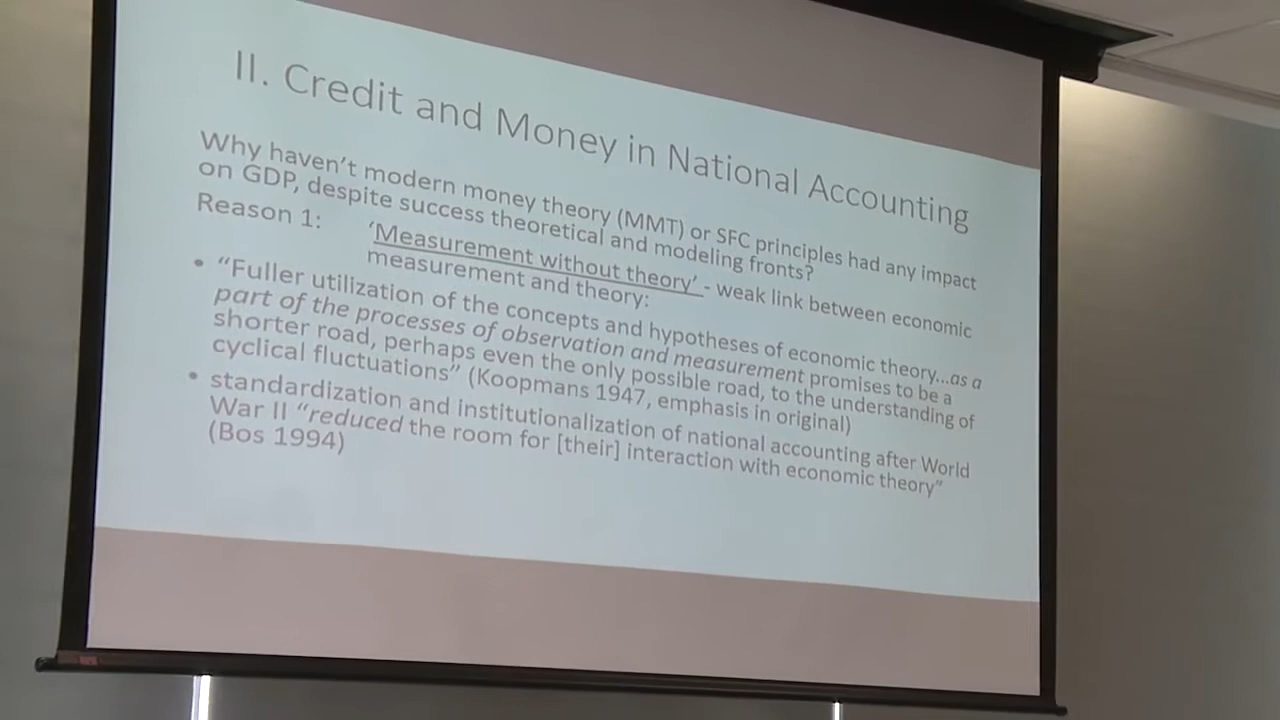 II. Credit and Money in National Accounting
Why haven't modern money theory (MMT) or SFC principles had any impact
on GDP, despite success theoretical and modeling fronts?
Reason 1: 'Measurement without theory' - weak link between economic
measurement and theory:
• "Fuller utilization of the concepts and hypotheses of economic theory...as a
part of the processes of observation and measurement promises to be a
shorter road, perhaps even the only possible road, to the understanding of
cyclical fluctuations" (Koopmans 1947, emphasis in original)
• standardization and institutionalization of national accounting after World
War II "reduced the room for [their] interaction with economic theory"
(Bos 1994)